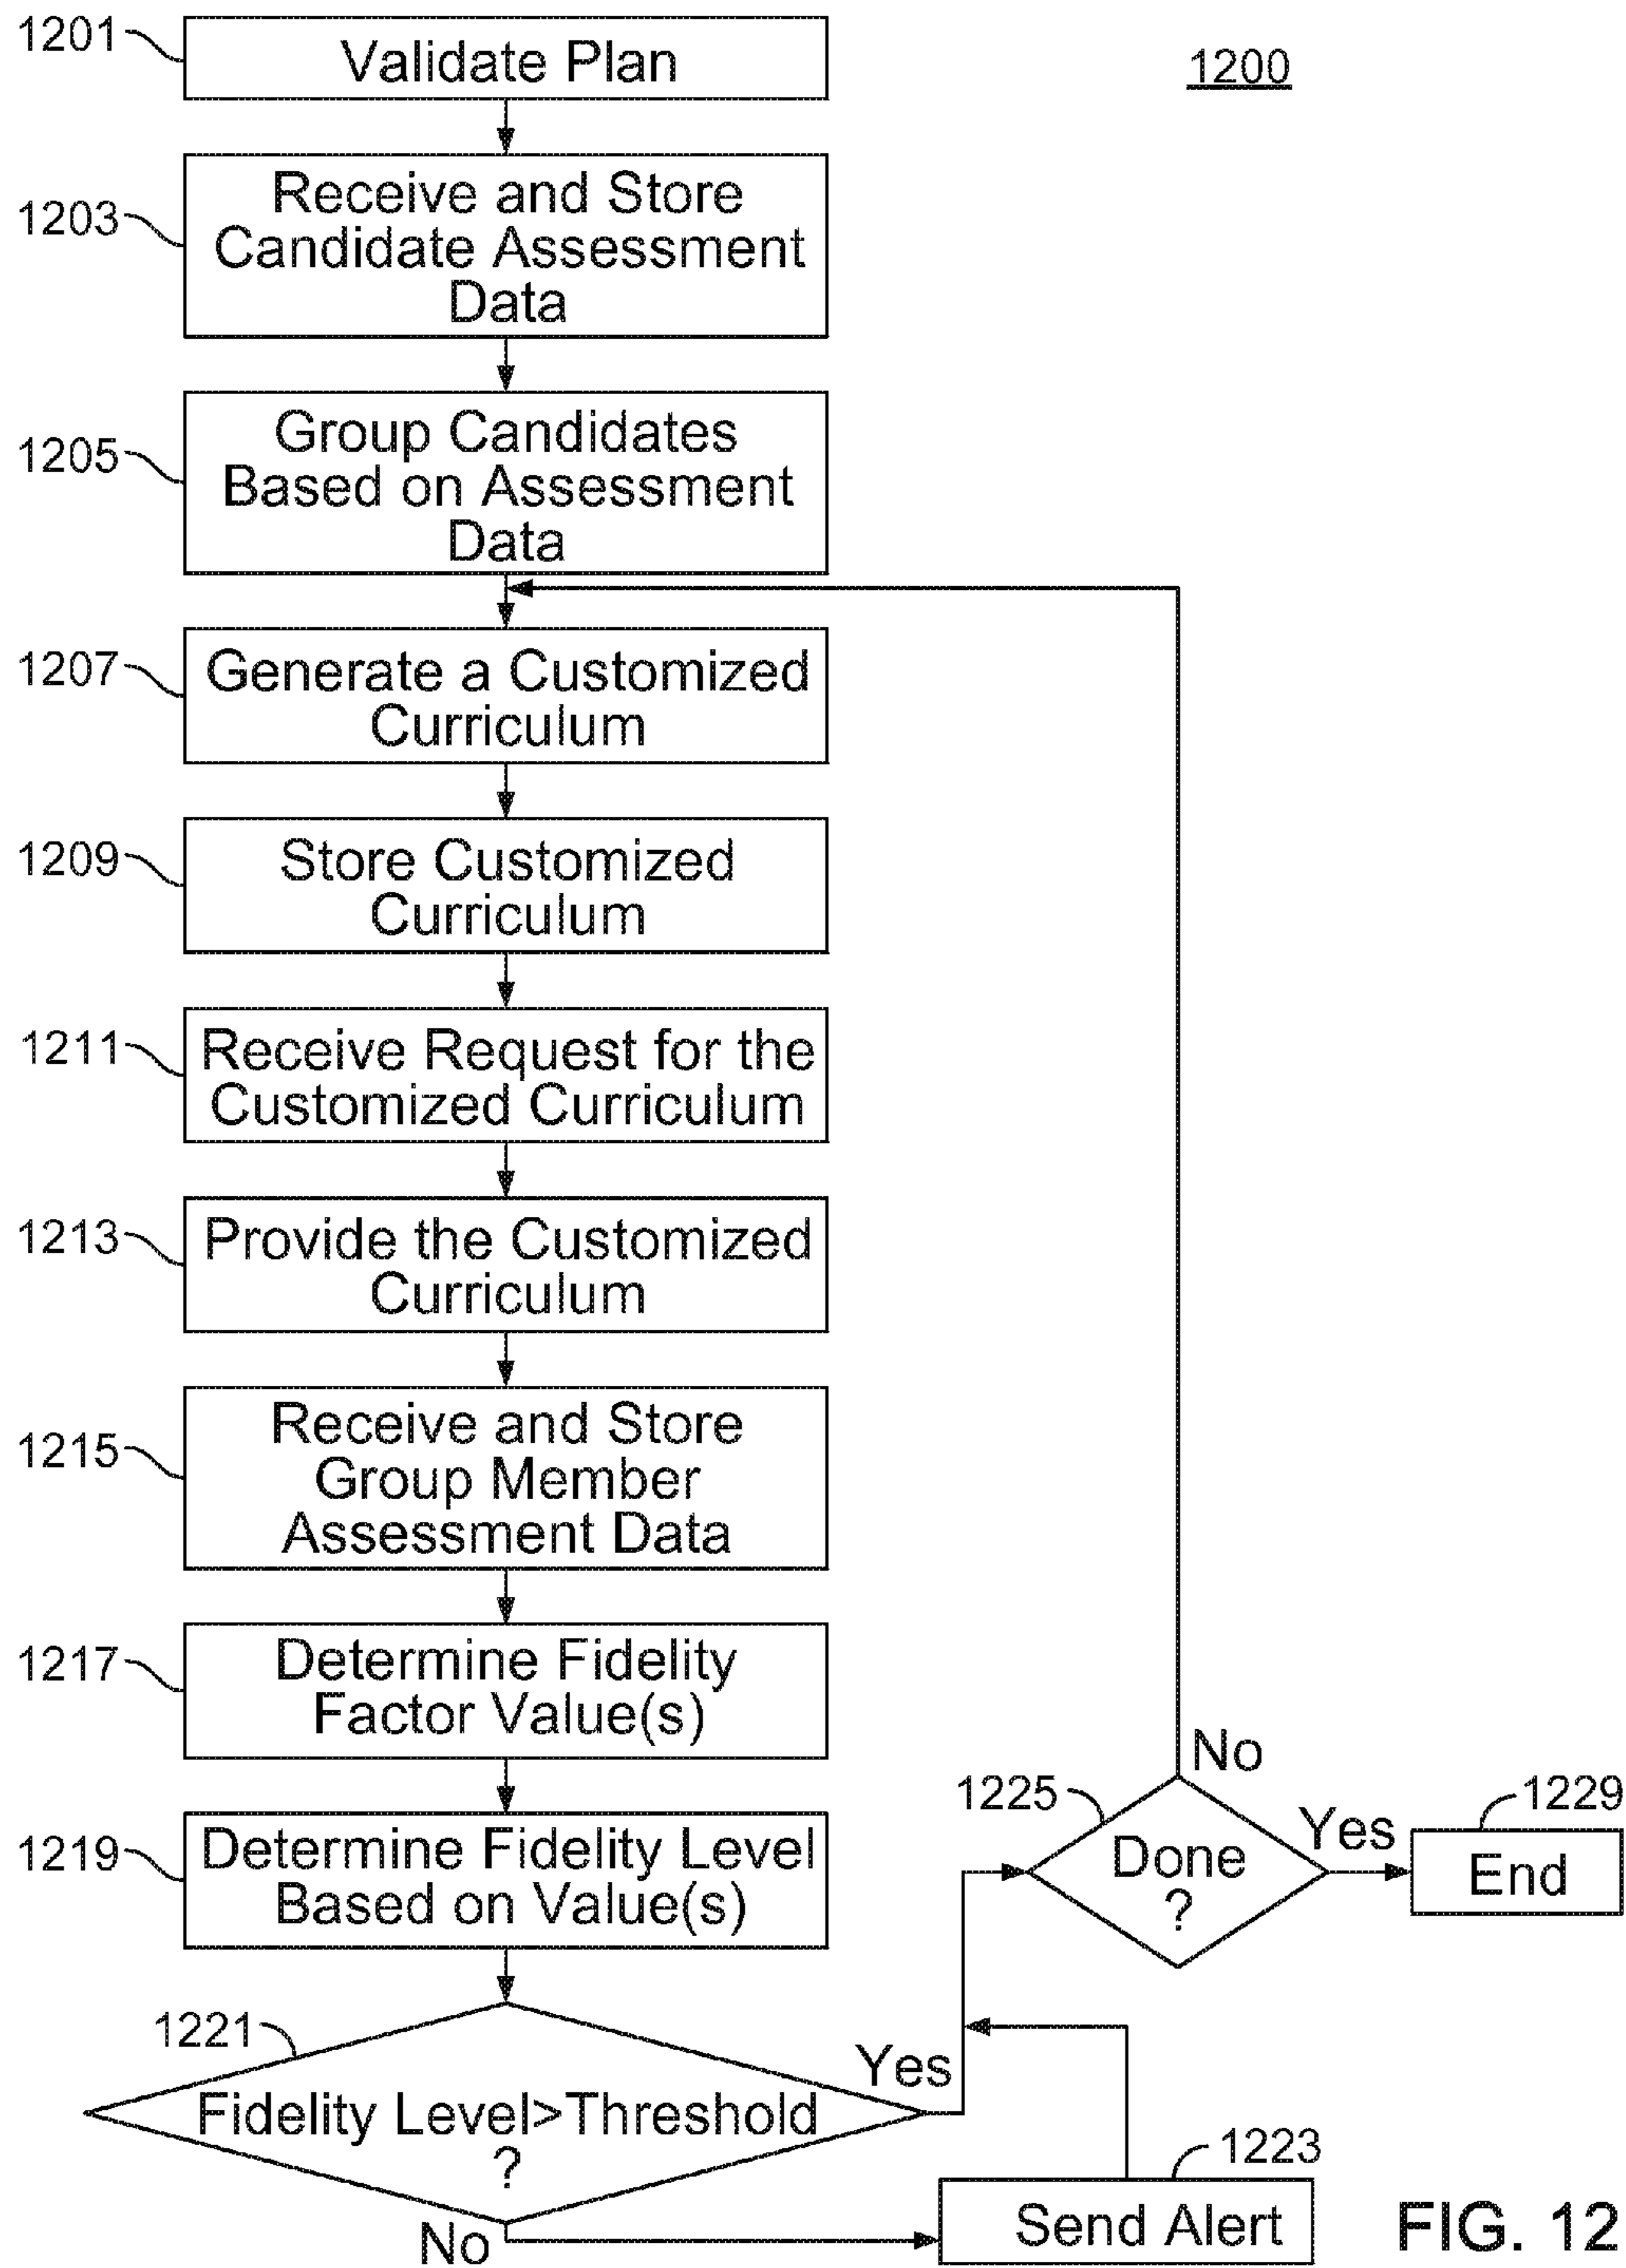 1201
Validate Plan
1200
1203
Receive and Store
Candidate Assessment
Data
1205
Group Candidates
Based on Assessment
Data
1207
Generate a Customized
Curriculum
1209
Store Customized
Curriculum
1211
Receive Request for the
Customized Curriculum
1213
Provide the Customized
Curriculum
1215
Receive and Store
Group Member
Assessment Data
1217
Determine Fidelity
Factor Value(s)
1219
Determine Fidelity Level
Based on Value(s)
1221
Fidelity Level>Threshold
?
Yes
No
1223
Send Alert
1225
Done
?
No
Yes
1229
End
FIG. 12